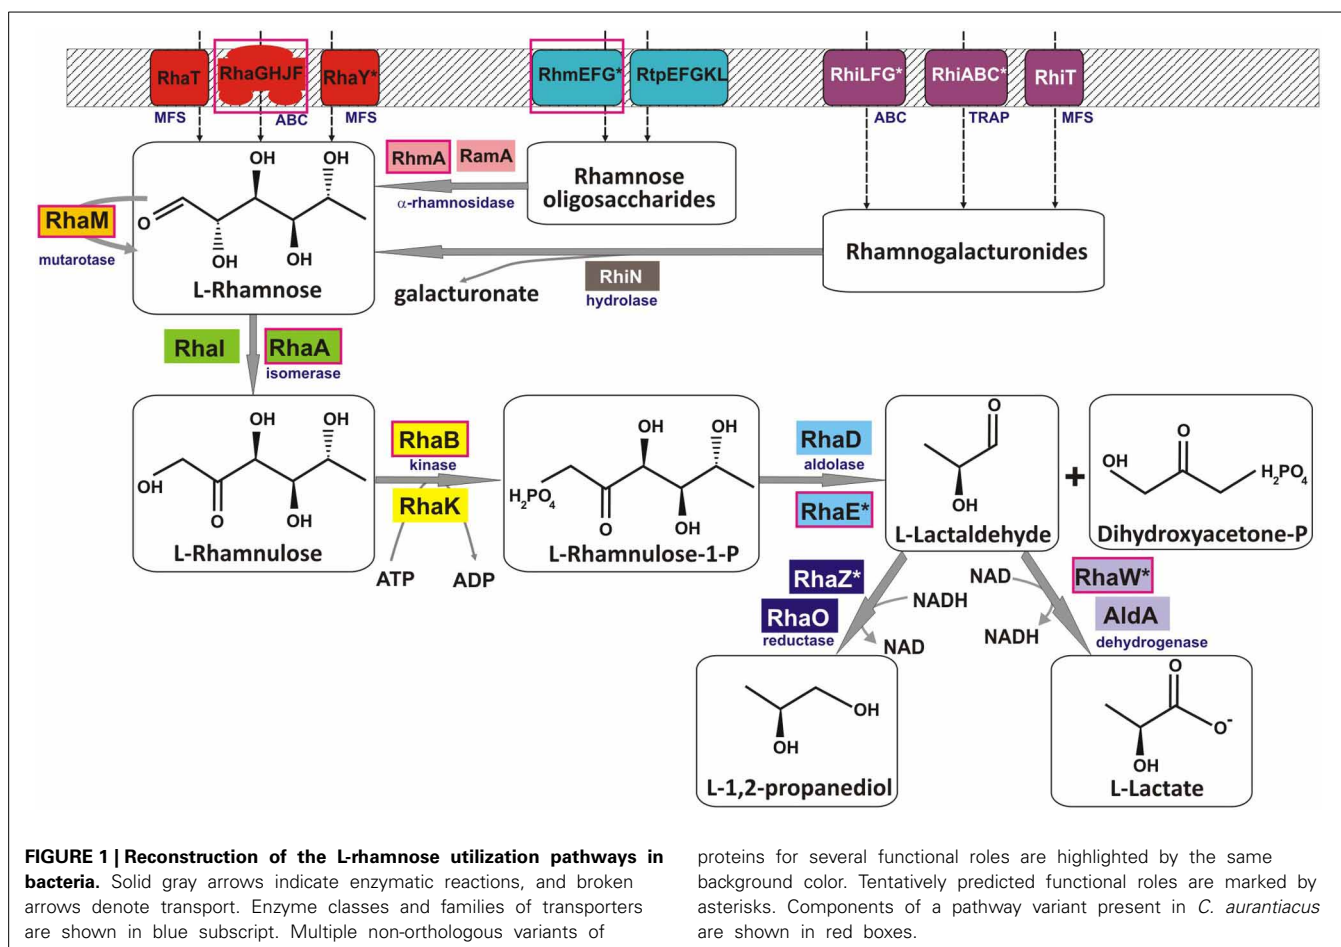 RhaT
RhaGHJF
RhaY*
RhmEFG*
RtpEFGKL
RhiLFG*
RhiABC*
RhiT
MFS
ABC
MFS
ABC
TRAP
MFS
OH
OH
O
OH
OH
L-Rhamnose
RhaM
mutarotase
RhmA
RamA
α-rhamnosidase
Rhamnose
oligosaccharides
Rhamnogalacturonides
RhiN
hydrolase
galacturonate
RhaI
RhaA
isomerase
OH
OH
OH
O
OH
L-Rhamnulose
RhaB
kinase
RhaK
ATP
ADP
OH
OH
H2PO4
O
OH
L-Rhamnulose-1-P
RhaD
aldolase
RhaE*
O
OH
L-Lactaldehyde
+
O
OH
H2PO4
Dihydroxyacetone-P
RhaZ*
RhaO
reductase
NADH
NAD
NAD
NADH
RhaW*
AldA
dehydrogenase
OH
OH
L-1,2-propanediol
O
O-
OH
L-Lactate
FIGURE 1 | Reconstruction of the L-rhamnose utilization pathways in
bacteria. Solid gray arrows indicate enzymatic reactions, and broken
arrows denote transport. Enzyme classes and families of transporters
are shown in blue subscript. Multiple non-orthologous variants of
proteins for several functional roles are highlighted by the same
background color. Tentatively predicted functional roles are marked by
asterisks. Components of a pathway variant present in C. aurantiacus
are shown in red boxes.